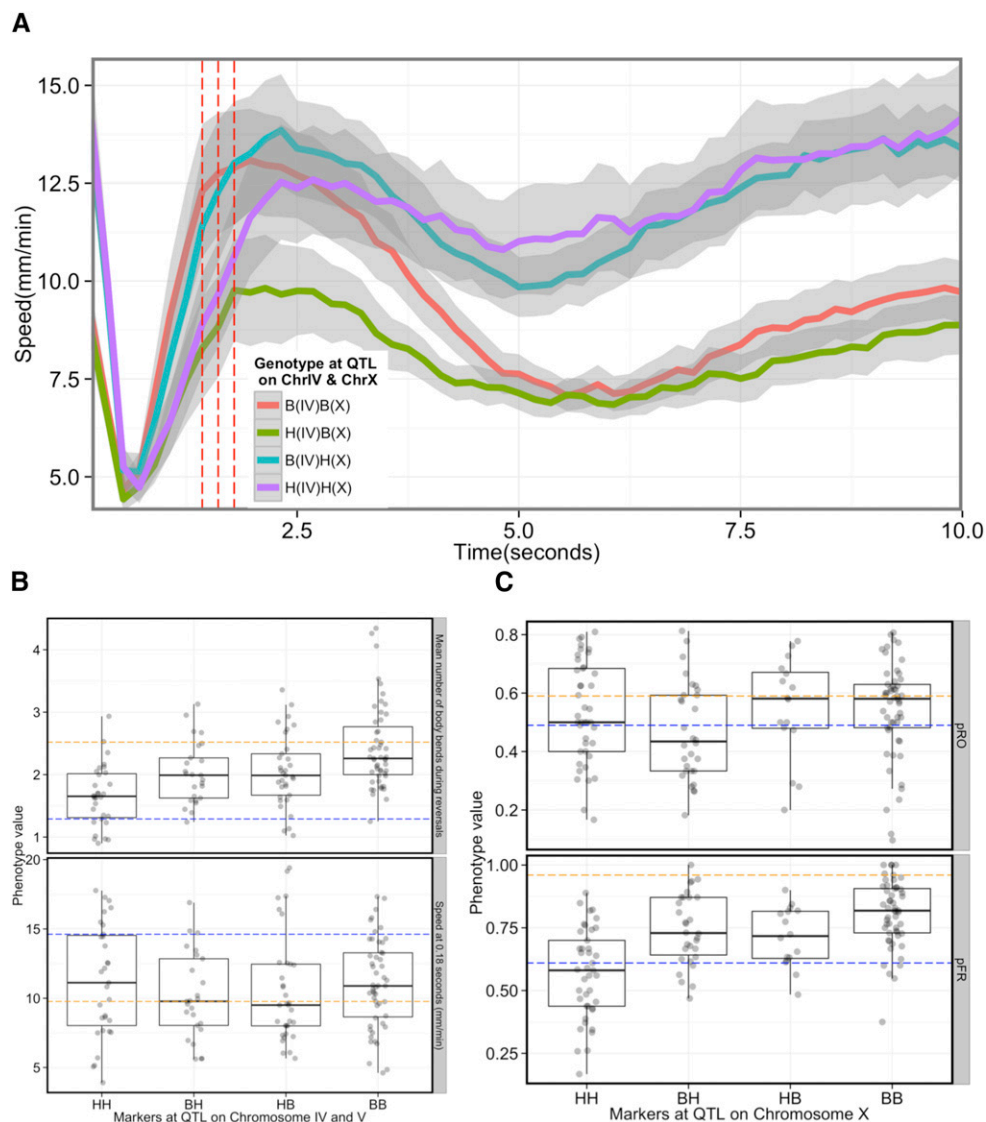 A
Speed(mm/min)
15.0
12.5
10.0
7.5
5.0
Genotype at QTL
on ChrIV & ChrX
B(IV)B(X)
H(IV)B(X)
B(IV)H(X)
H(IV)H(X)
2.5
5.0
7.5
10.0
Time(seconds)
B
Phenotype value
4
3
2
1
Mean number of body bends during reversals
20
15
10
5
Speed at 0.18 seconds (mm/min)
HH
BH
HB
BB
Markers at QTL on Chromosome IV and V
C
Phenotype value
0.8
0.6
0.4
0.2
pRO
1.00
0.75
0.50
0.25
pFR
HH
BH
HB
BB
Markers at QTL on Chromosome X